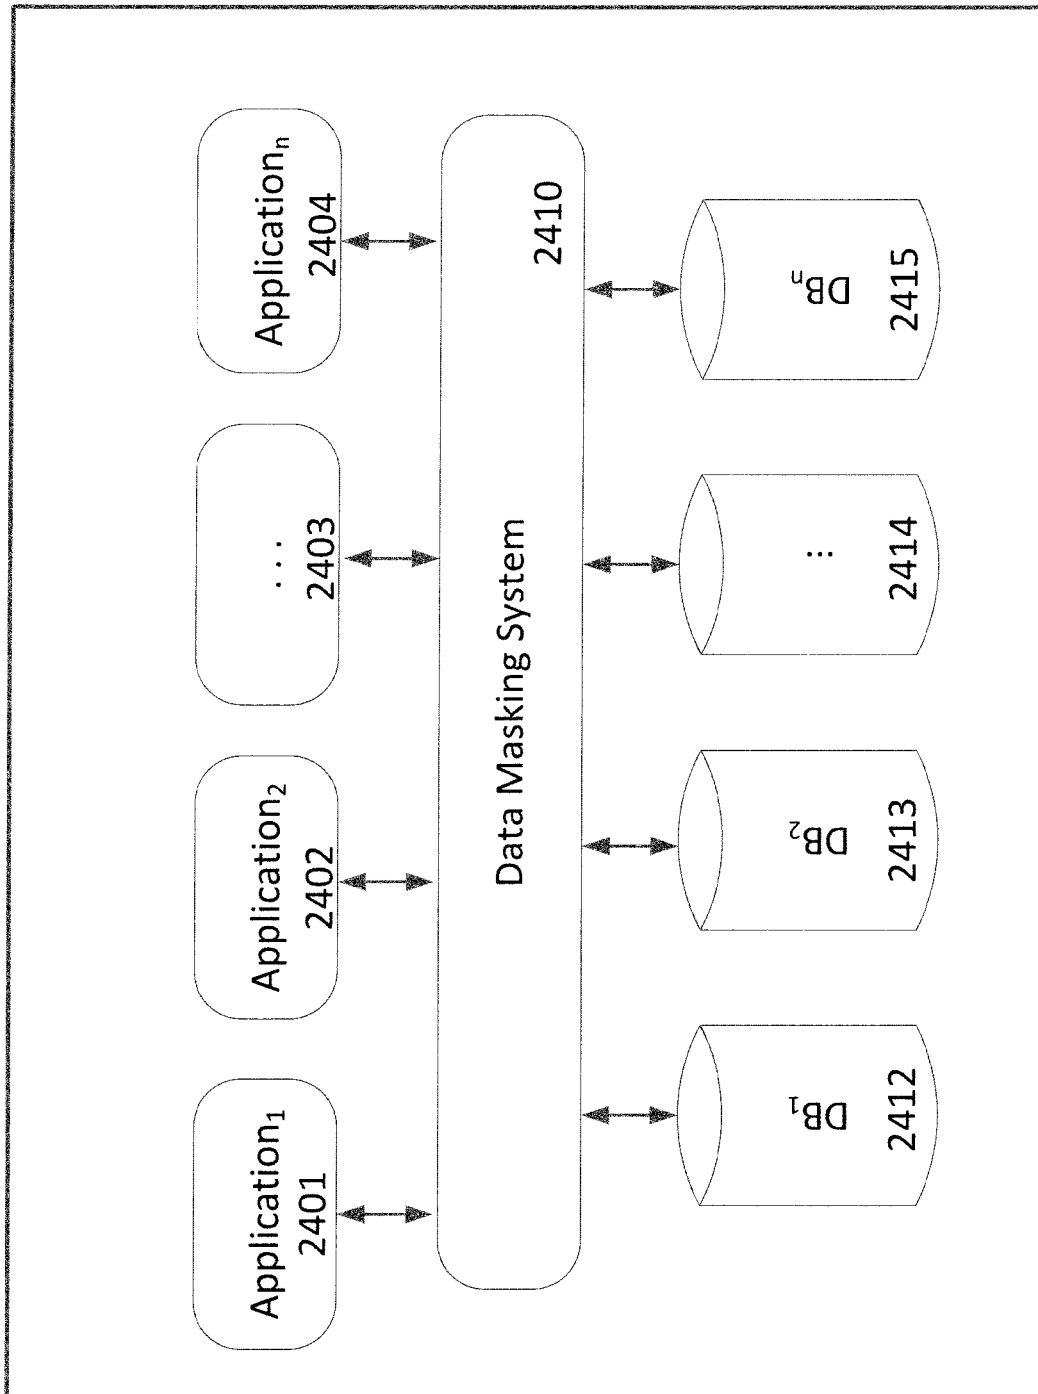 Application₁
2401
Application₂
2402
. . .
2403
Applicationₙ
2404
Data Masking System
2410
DB₁
2412
DB₂
2413
...
2414
DBₙ
2415